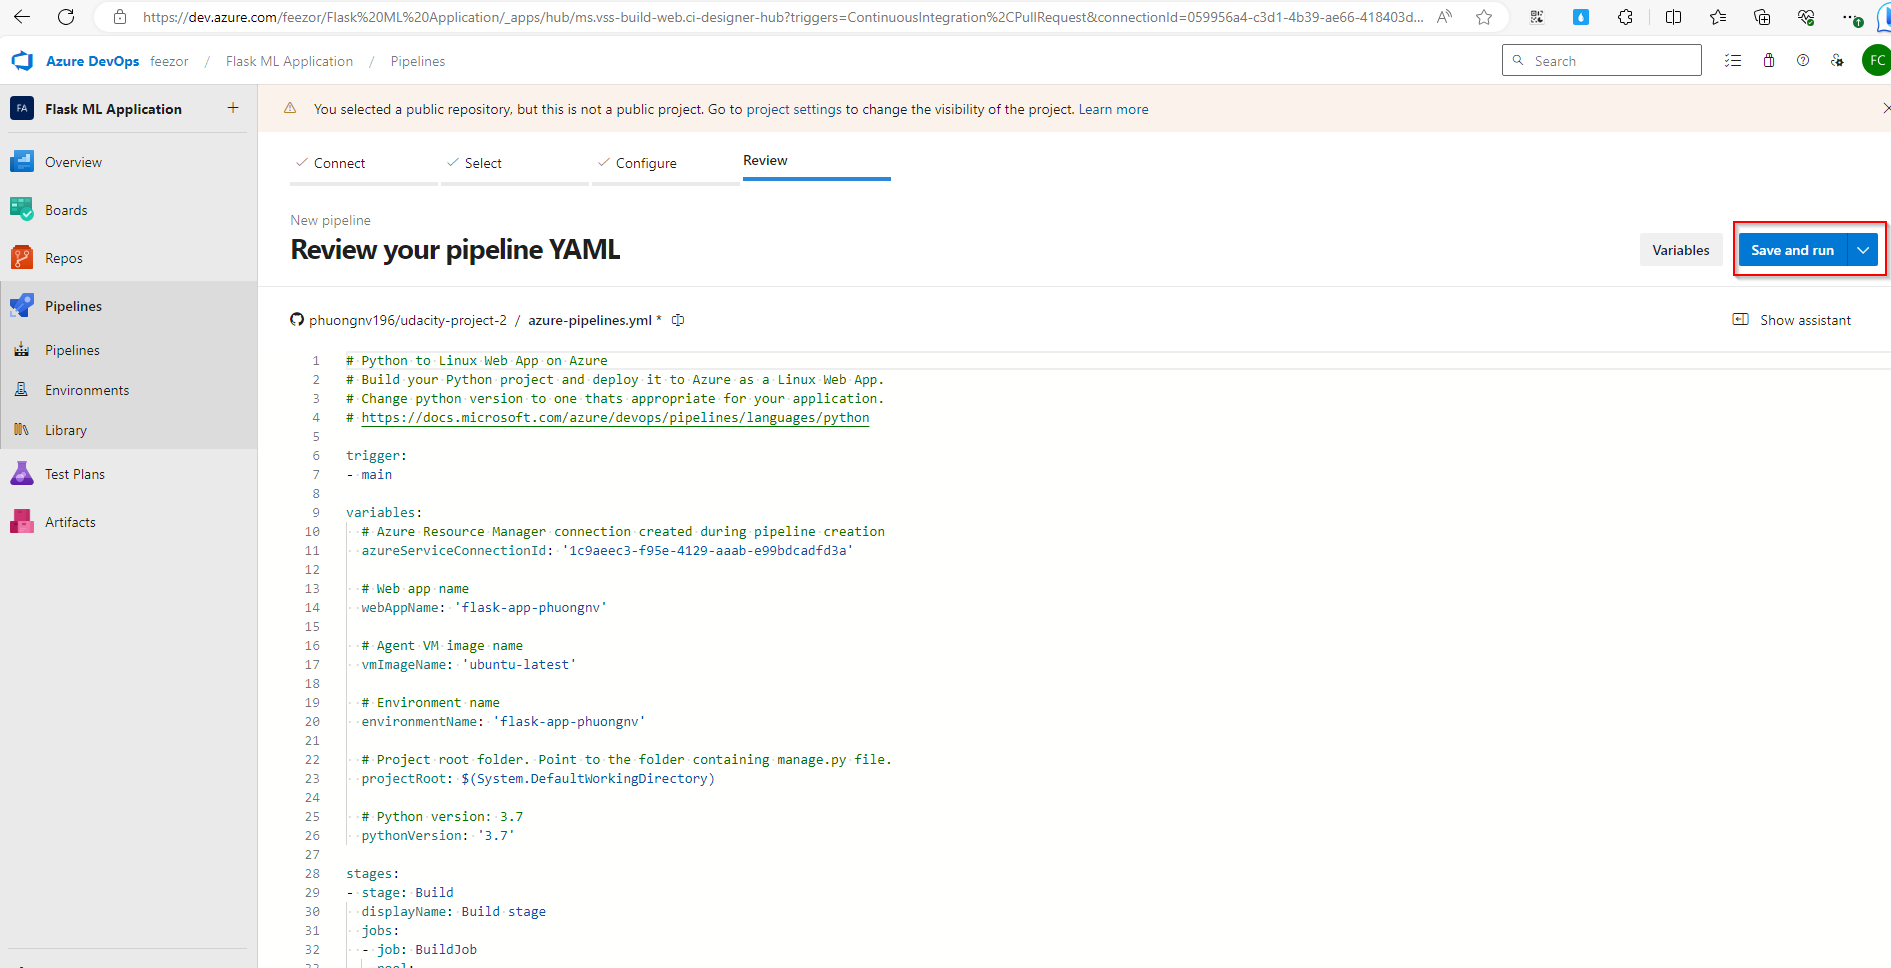 https://dev.azure.com/feezor/Flask%20ML%20Application/_apps/hub/ms.vss-build-web.ci-designer-hub?triggers=ContinuousIntegration%2CPullRequest&connectionId=059956a4-c3d1-4b39-ae66-418403d...
Azure DevOps feezor / Flask ML Application / Pipelines
Search
FC
FA Flask ML Application +
You selected a public repository, but this is not a public project. Go to project settings to change the visibility of the project. Learn more
Overview
Boards
Repos
Pipelines
Pipelines
Environments
Library
Test Plans
Artifacts
Connect Select Configure Review
New pipeline
Review your pipeline YAML
Variables Save and run
phuongnv196/udacity-project-2 / azure-pipelines.yml *
Show assistant
1 # Python to Linux Web App on Azure
2 # Build your Python project and deploy it to Azure as a Linux Web App.
3 # Change python version to one thats appropriate for your application.
4 # https://docs.microsoft.com/azure/devops/pipelines/languages/python
5
6 trigger:
7 - main
8
9 variables:
10 # Azure Resource Manager connection created during pipeline creation
11 azureServiceConnectionId: '1c9aeec3-f95e-4129-aaab-e99bdcadfd3a'
12
13 # Web app name
14 webAppName: 'flask-app-phuongnv'
15
16 # Agent VM image name
17 vmImageName: 'ubuntu-latest'
18
19 # Environment name
20 environmentName: 'flask-app-phuongnv'
21
22 # Project root folder. Point to the folder containing manage.py file.
23 projectRoot: $(System.DefaultWorkingDirectory)
24
25 # Python version: 3.7
26 pythonVersion: '3.7'
27
28 stages:
29 - stage: Build
30 displayName: Build stage
31 jobs:
32 - job: BuildJob
33 pool: